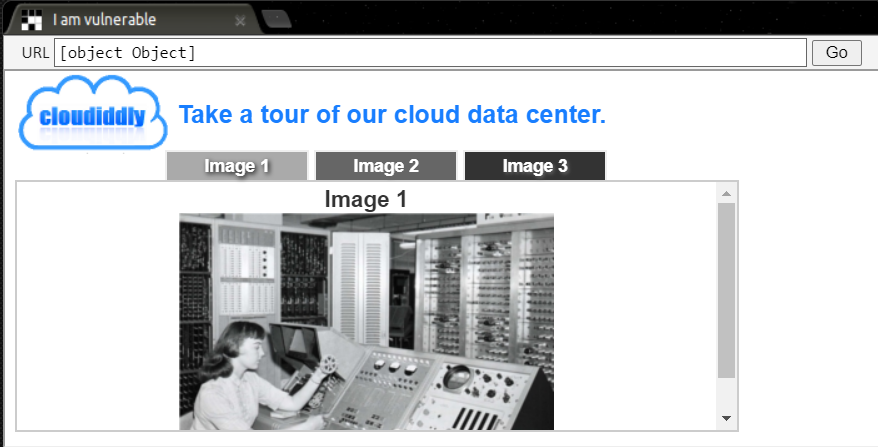 I am vulnerable
URL [object Object] Go
cloudiddly
Take a tour of our cloud data center.
Image 1 Image 2 Image 3
Image 1